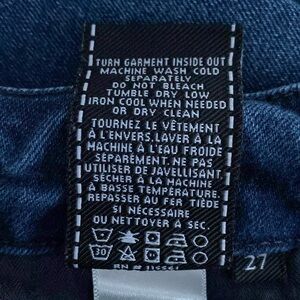 TURN GARMENT INSIDE OUT
MACHINE WASH COLD
SEPARATELY
DO NOT BLEACH
TUMBLE DRY LOW
IRON COOL WHEN NEEDED
OR DRY CLEAN
TOURNEZ LE VÊTEMENT
À L'ENVERS. LAVER À LA
MACHINE À L'EAU FROIDE
SÉPARÉMENT. NE PAS
UTILISER DE JAVELLISANT.
SÉCHER À LA MACHINE
À BASSE TEMPÉRATURE.
REPASSER AU FER TIÈDE
SI NÉCESSAIRE
OU NETTOYER À SEC.
30
RN #
27